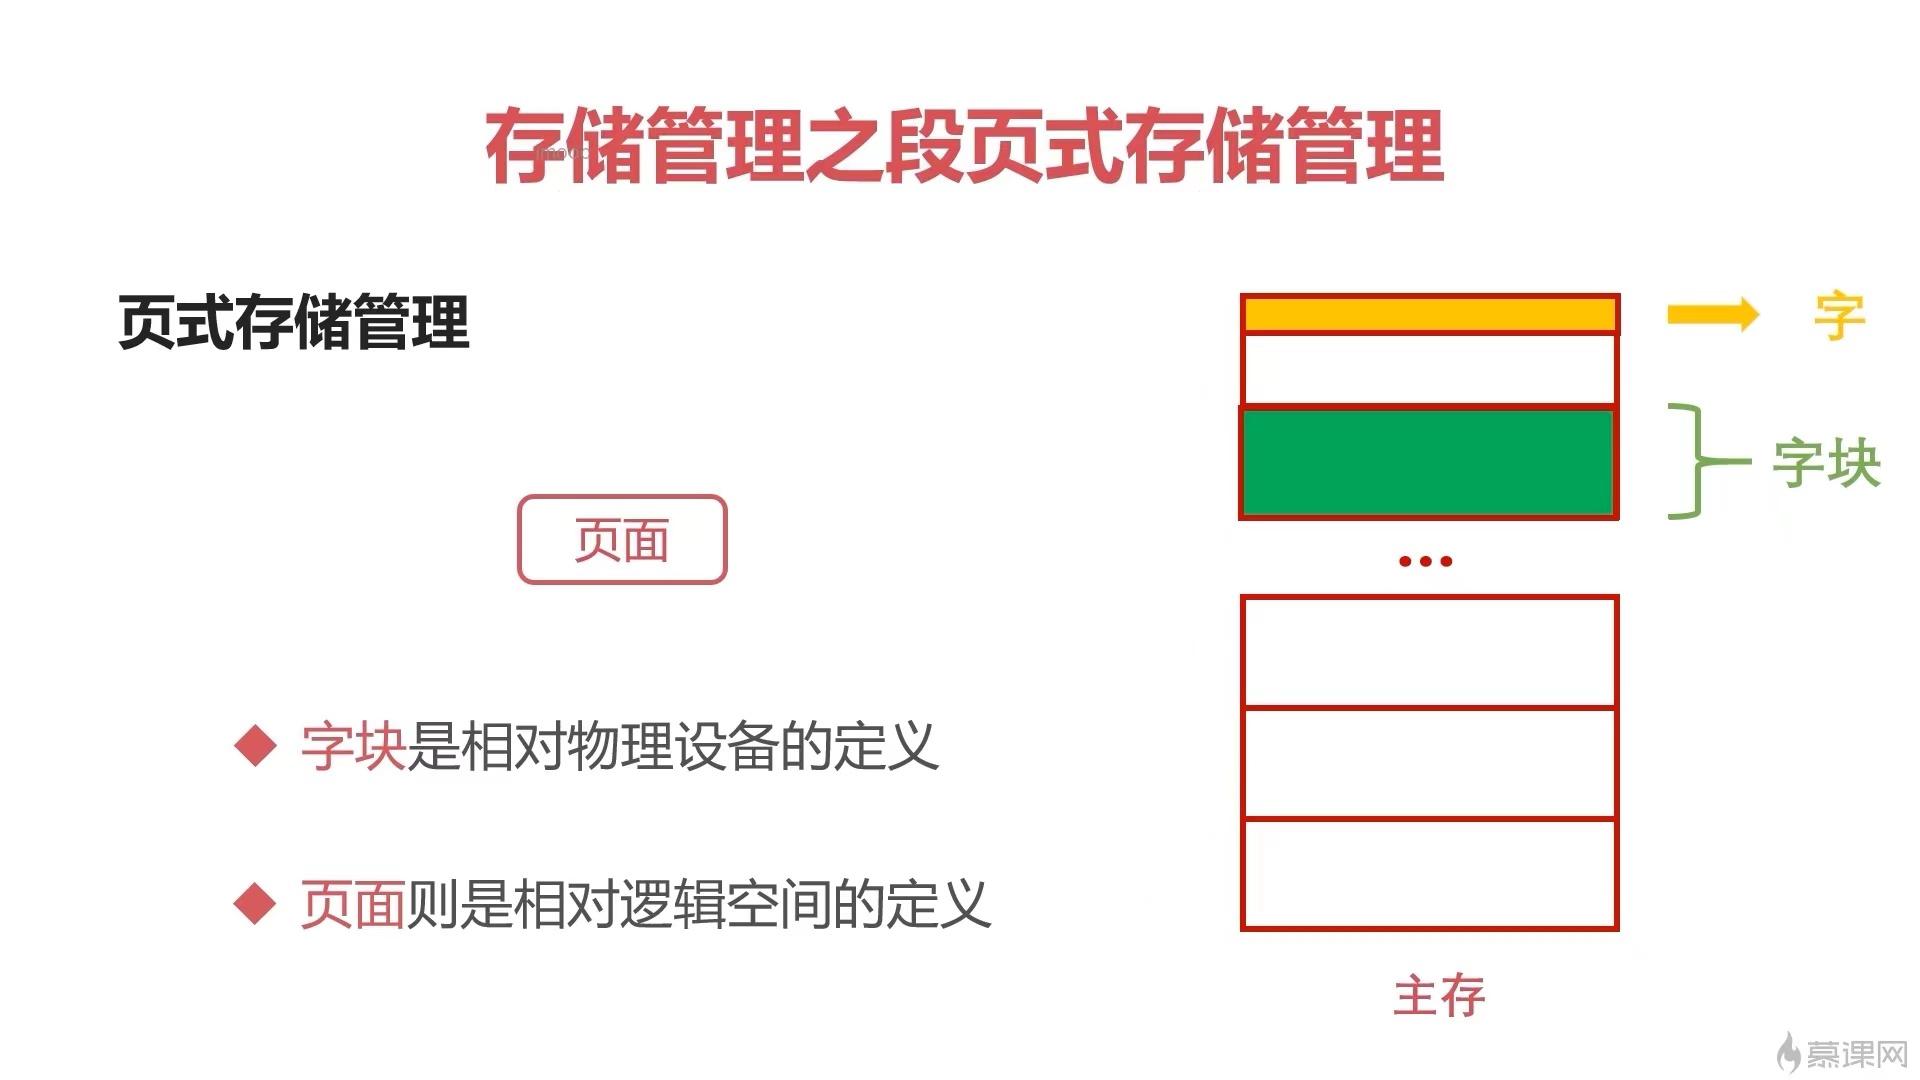 存储管理之段页式存储管理
imooc
页式存储管理
字
字块
页面
...
字块是相对物理设备的定义
页面则是相对逻辑空间的定义
主存
慕课网